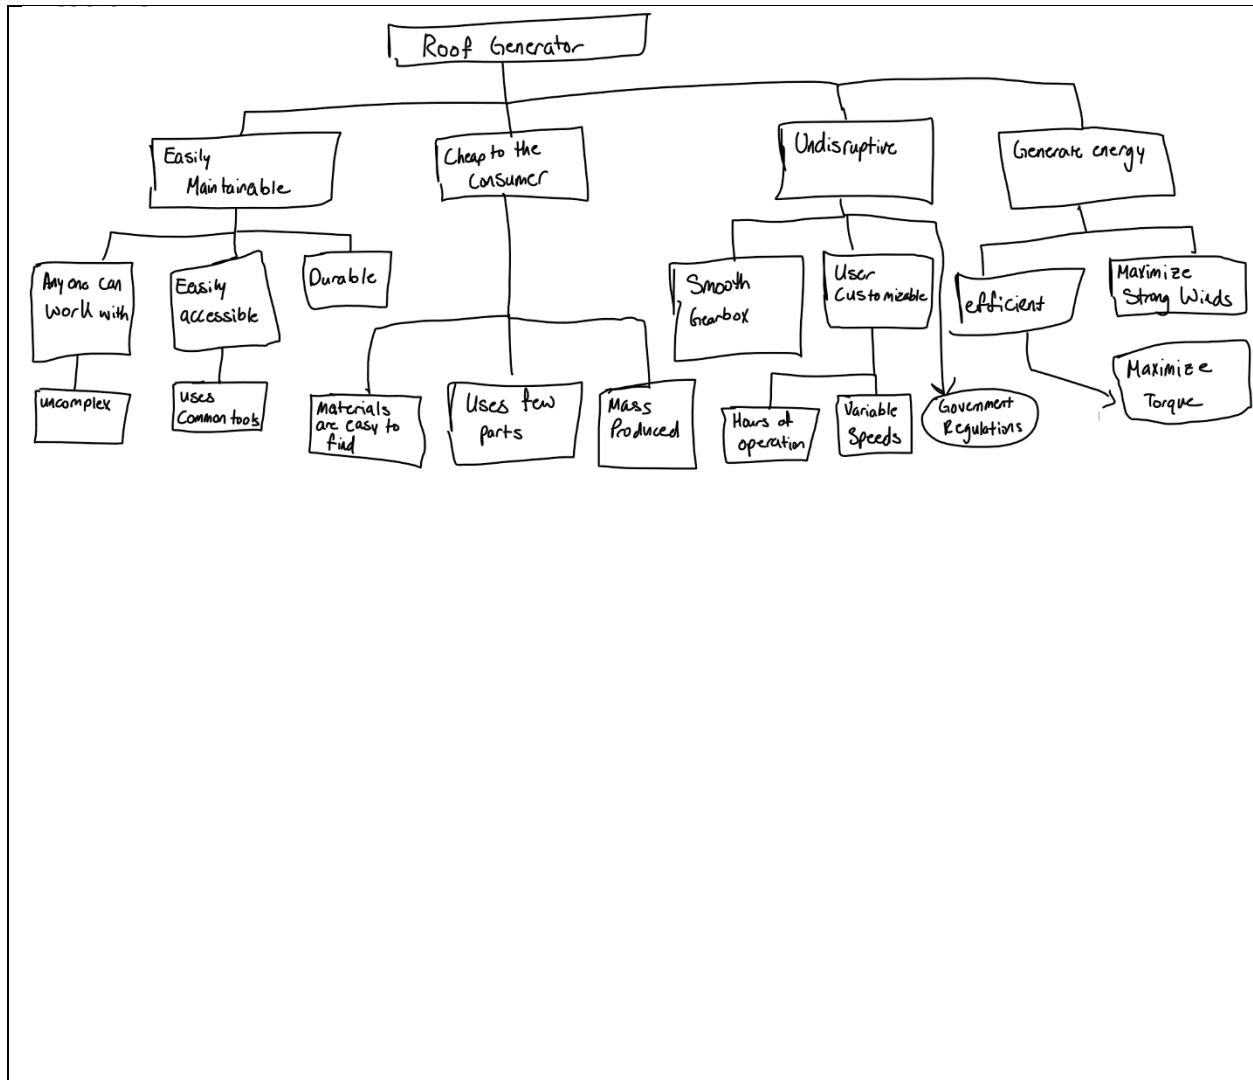 Roof Generator
Easily
Maintainable
Cheap to the
Consumer
Undisruptive
Generate energy
Anyone can
work with
Easily
accessible
Durable
Smooth
Gearbox
User
Customizable
efficient
Maximize
Strong Winds
uncomplex
uses
Common tools
Materials
are easy to
find
Uses few
parts
Mass
Produced
Hours of
operation
Variable
Speeds
Government
Regulations
Maximize
Torque